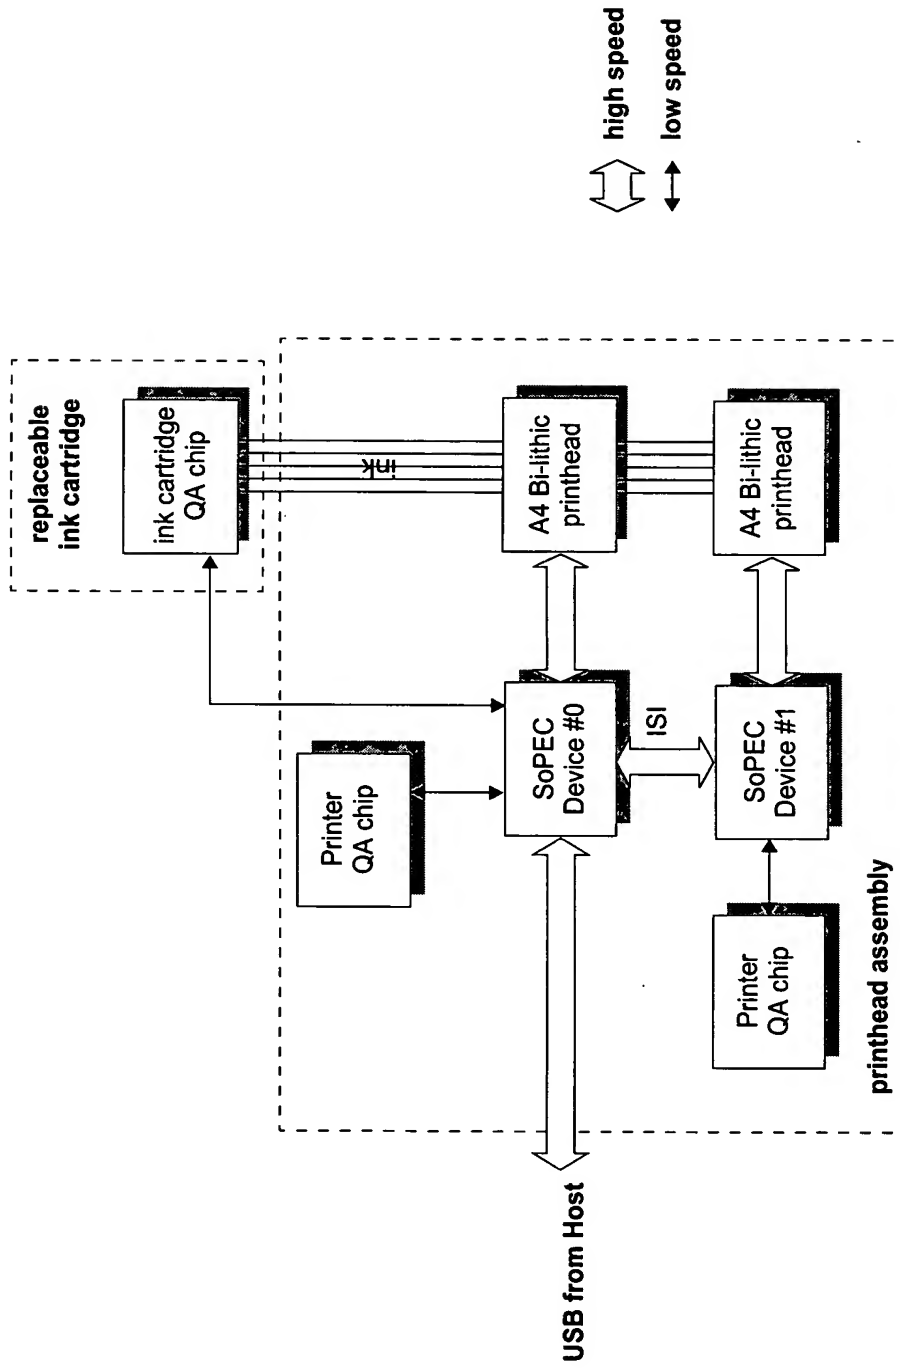 replaceable
ink cartridge
ink cartridge
QA chip
Printer
QA chip
ink
USB from Host
SoPEC
Device #0
A4 Bi-lithic
printhead
high speed
low speed
ISI
Printer
QA chip
SoPEC
Device #1
A4 Bi-lithic
printhead
printhead assembly